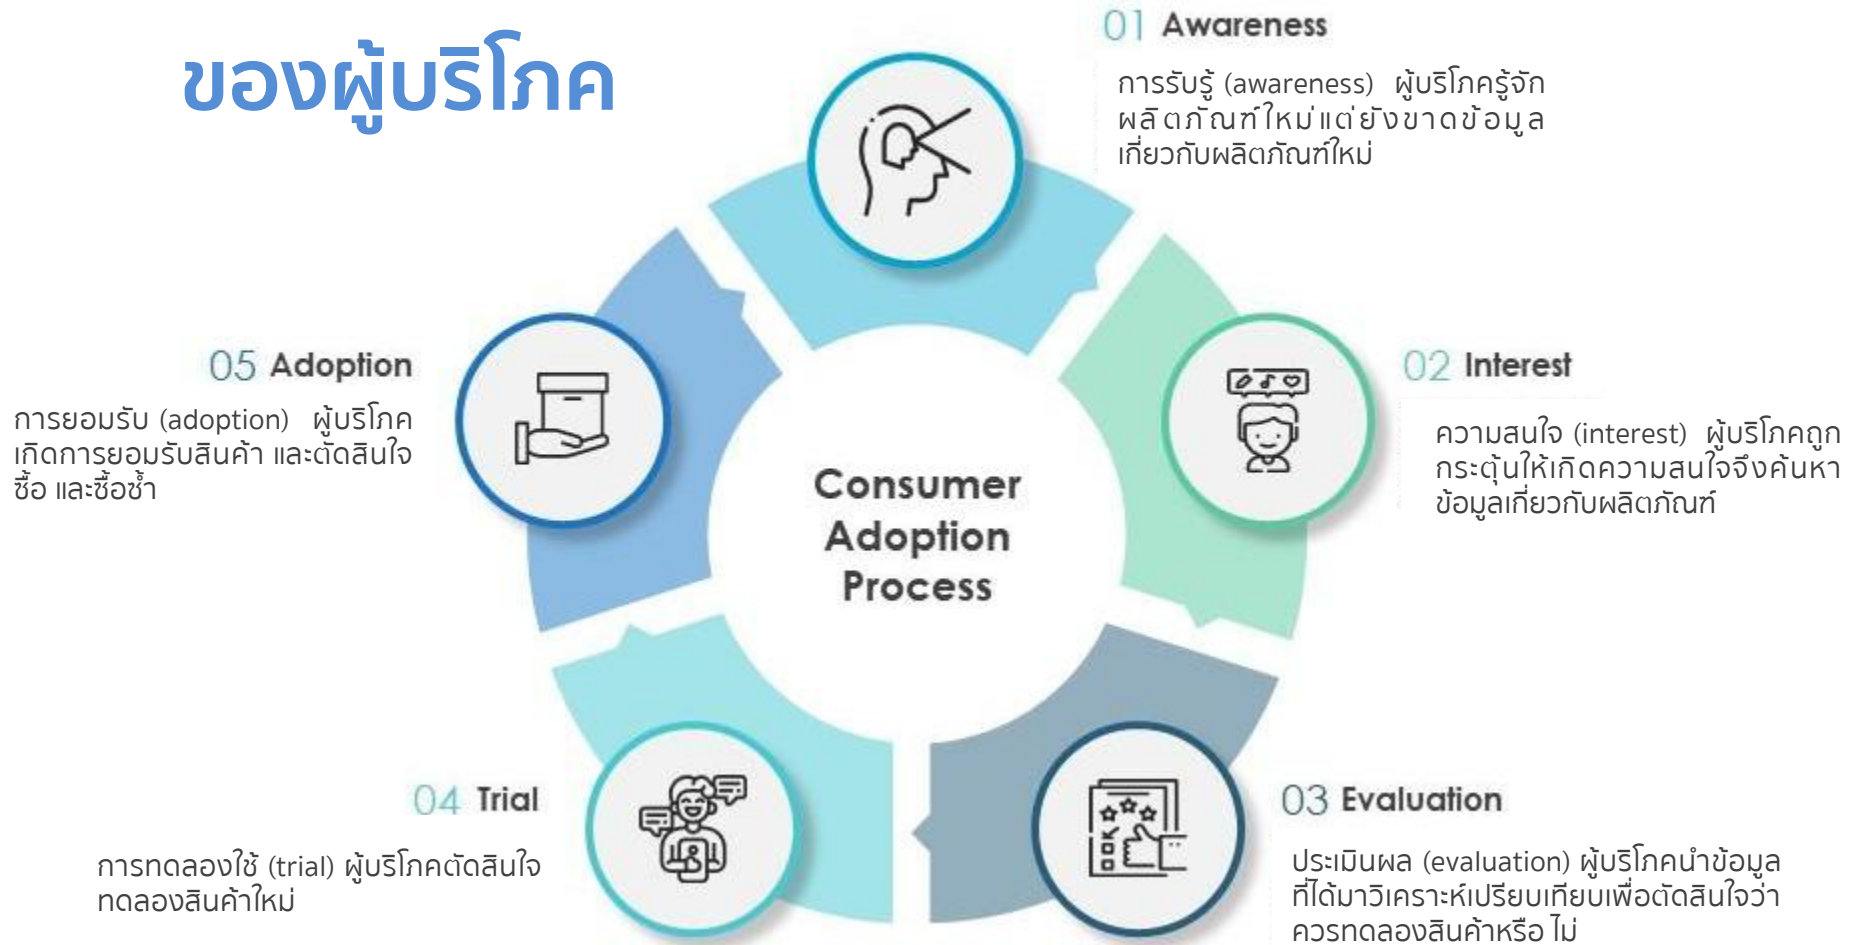 ของผู้บริโภค
01 Awareness
การรับรู้ (awareness) ผู้บริโภครู้จัก
ผลิตภัณฑ์ใหม่แต่ยังขาดข้อมูล
เกี่ยวกับผลิตภัณฑ์ใหม่
02 Interest
ความสนใจ (interest) ผู้บริโภคถูก
กระตุ้นให้เกิดความสนใจจึงค้นหา
ข้อมูลเกี่ยวกับผลิตภัณฑ์
03 Evaluation
ประเมินผล (evaluation) ผู้บริโภคนำข้อมูล
ที่ได้มาวิเคราะห์เปรียบเทียบเพื่อตัดสินใจว่า
ควรทดลองสินค้าหรือ ไม่
04 Trial
การทดลองใช้ (trial) ผู้บริโภคตัดสินใจ
ทดลองสินค้าใหม่
05 Adoption
การยอมรับ (adoption) ผู้บริโภค
เกิดการยอมรับสินค้า และตัดสินใจ
ซื้อ และซื้อซ้ำ
Consumer
Adoption
Process